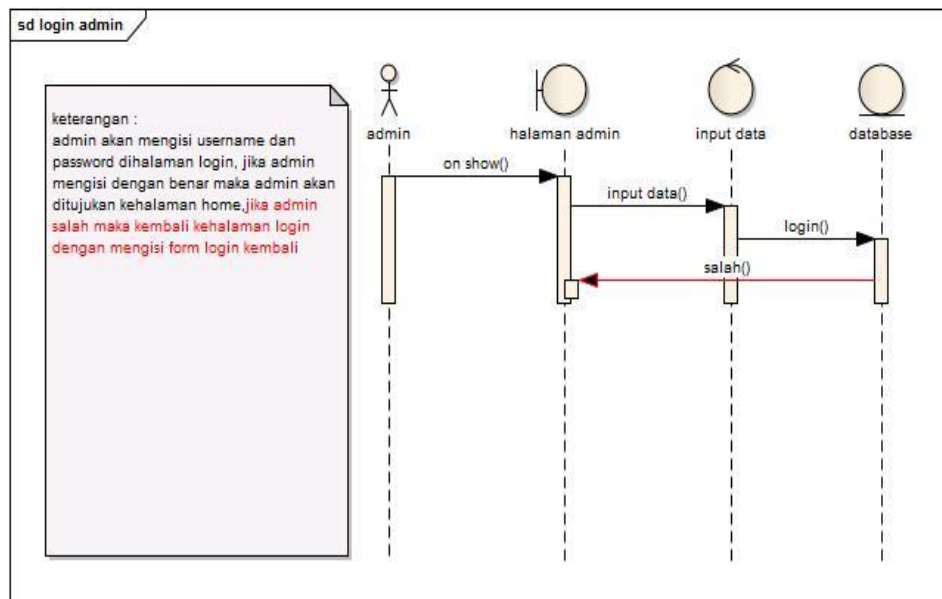 sd login admin
keterangan :
admin akan mengisi username dan
password dihalaman login, jika admin
mengisi dengan benar maka admin akan
ditujukan kehalaman home,jika admin
salah maka kembali kehalaman login
dengan mengisi form login kembali
admin
halaman admin
input data
database
on show()
input data()
login()
salah()